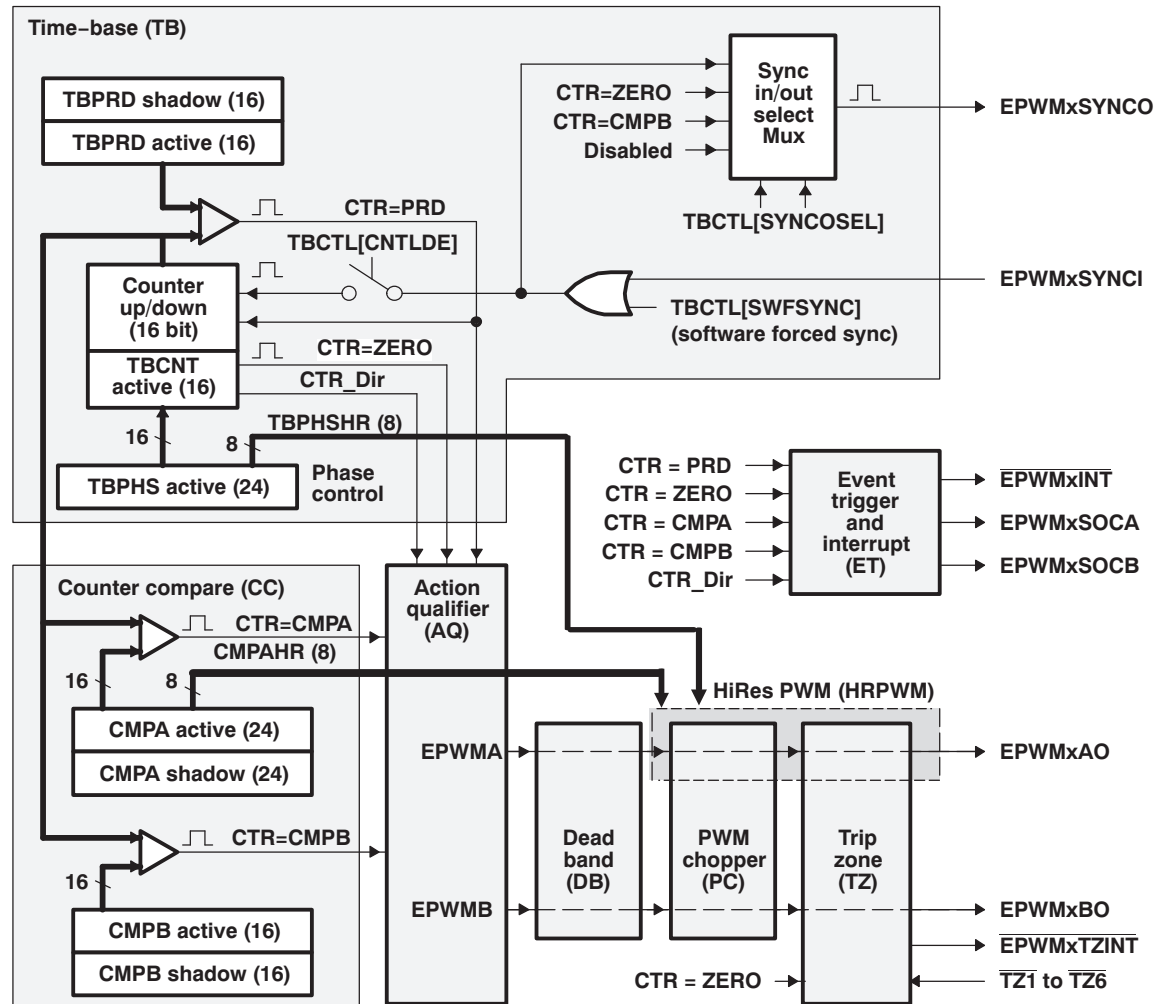 Time−base (TB)
TBPRD shadow (16)
TBPRD active (16)
CTR=PRD
TBCTL[CNTLDE]
Counter
up/down
(16 bit)
TBCNT
active (16)
CTR=ZERO
CTR_Dir
16
8
TBPHSHR (8)
TBPHS active (24)
Phase
control
CTR=ZERO
CTR=CMPB
Disabled
Sync
in/out
select
Mux
TBCTL[SYNCOSEL]
EPWMxSYNCO
EPWMxSYNCI
TBCTL[SWFSYNC]
(software forced sync)
CTR = PRD
CTR = ZERO
CTR = CMPA
CTR = CMPB
CTR_Dir
Event
trigger
and
interrupt
(ET)
EPWMxINT
EPWMxSOCA
EPWMxSOCB
Counter compare (CC)
CTR=CMPA
CMPAHR (8)
16
8
CMPA active (24)
CMPA shadow (24)
CTR=CMPB
16
CMPB active (16)
CMPB shadow (16)
Action
qualifier
(AQ)
EPWMA
EPWMB
HiRes PWM (HRPWM)
Dead
band
(DB)
PWM
chopper
(PC)
Trip
zone
(TZ)
CTR = ZERO
EPWMxAO
EPWMxBO
EPWMxTZINT
TZ1 to TZ6